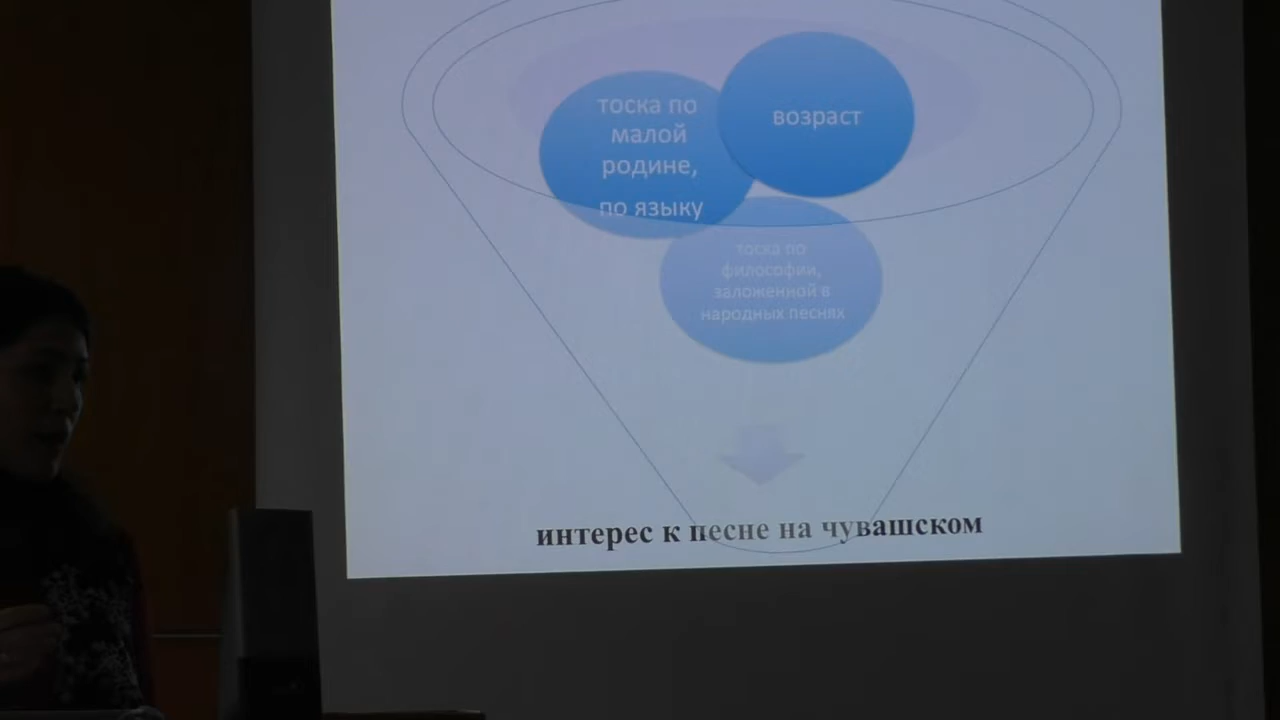 тоска по
малой
родине,
по языку
возраст
тоска по
философии,
заложенной в
народных песнях
интерес к песне на чувашском